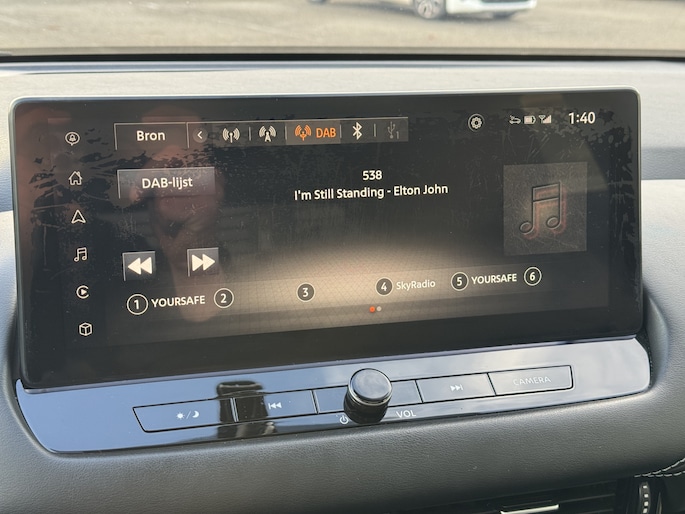 Bron
DAB
1
1:40
DAB-lijst
538
I'm Still Standing - Elton John
1 YOURSAFE 2 3 4 SkyRadio 5 YOURSAFE 6
VOL
CAMERA